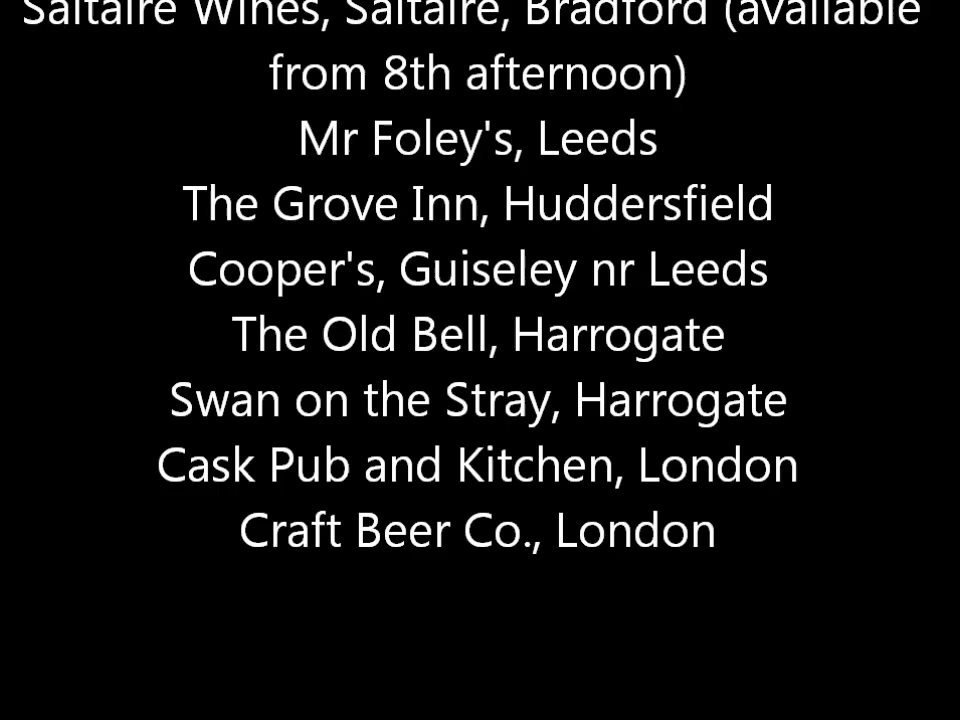 Saltaire Wines, Saltaire, Bradford (available
from 8th afternoon)
Mr Foley's, Leeds
The Grove Inn, Huddersfield
Cooper's, Guiseley nr Leeds
The Old Bell, Harrogate
Swan on the Stray, Harrogate
Cask Pub and Kitchen, London
Craft Beer Co., London